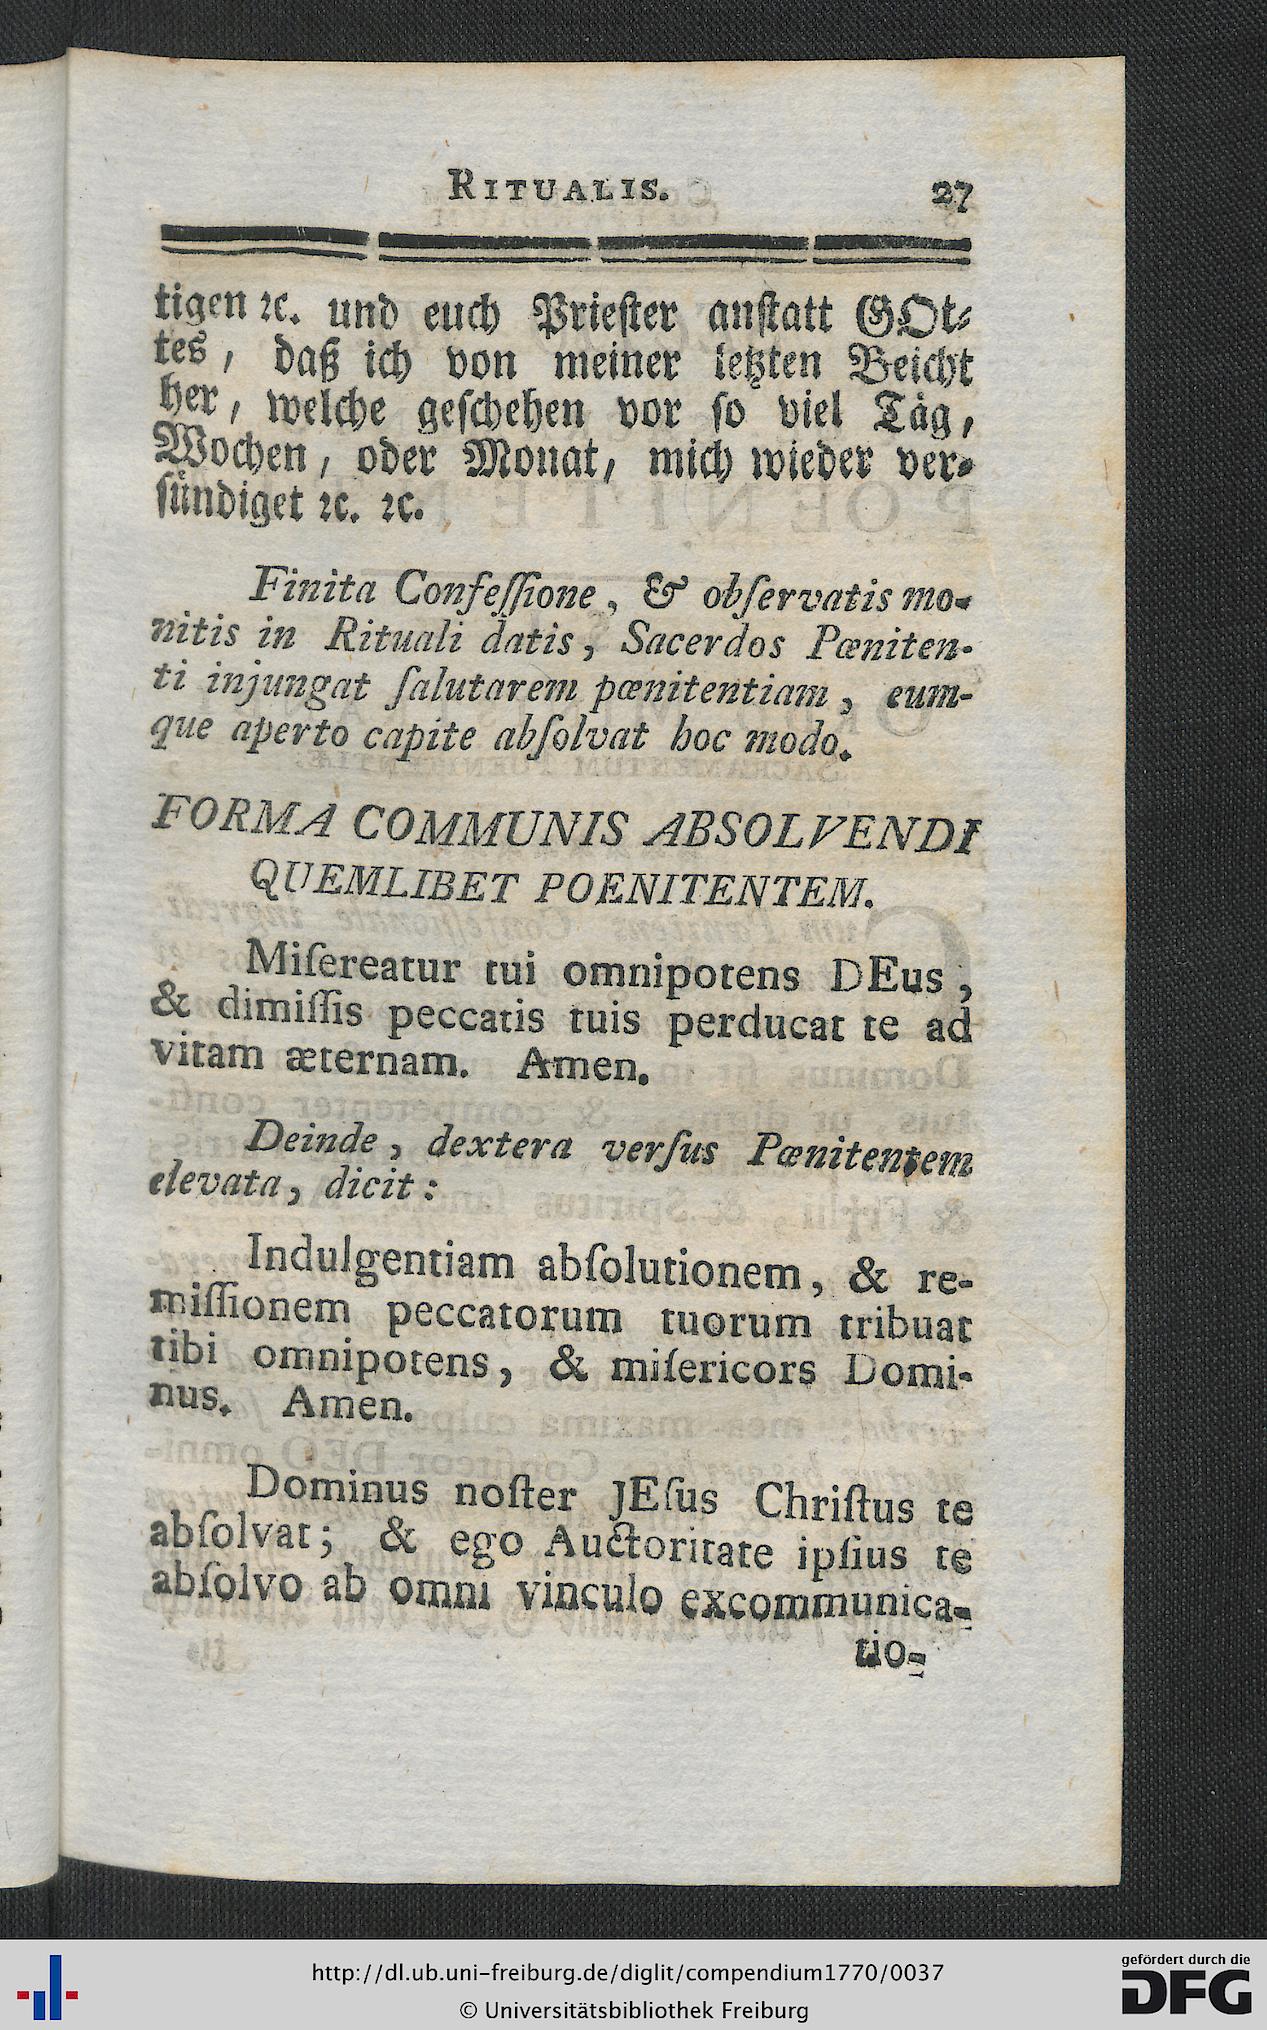 RITUALIS. 27
tigen ꝛc. und euch Prieſter anſtatt GOt⸗
tes, daß ich von meiner letzten Beicht
her, welche geſchehen vor ſo viel Täg,
Wochen, oder Monat, mich wieder ver⸗
ſündiget ꝛc. ꝛc.
Finita Confeſſione, & obſervatis mo-
nitis in Rituali datis, Sacerdos Pœniten-
ti injungat ſalutarem pœnitentiam, eum-
que aperto capite abſolvat hoc modo.
FORMA COMMUNIS ABSOLVENDI
QUEMLIBET POENITENTEM.
Miſereatur tui omnipotens DEus,
& dimiſſis peccatis tuis perducat te ad
vitam æternam. Amen.
Deinde, dextera verſus Pœnitentem
elevata, dicit:
Indulgentiam abſolutionem, & re-
miſſionem peccatorum tuorum tribuat
tibi omnipotens, & miſericors Domi-
nus. Amen.
Dominus noſter JEſus Chriſtus te
abſolvat; & ego Auctoritate ipſius te
abſolvo ab omni vinculo excommunica-
tio-
http://dl.ub.uni-freiburg.de/diglit/compendium1770/0037
© Universitätsbibliothek Freiburg
gefördert durch die
DFG